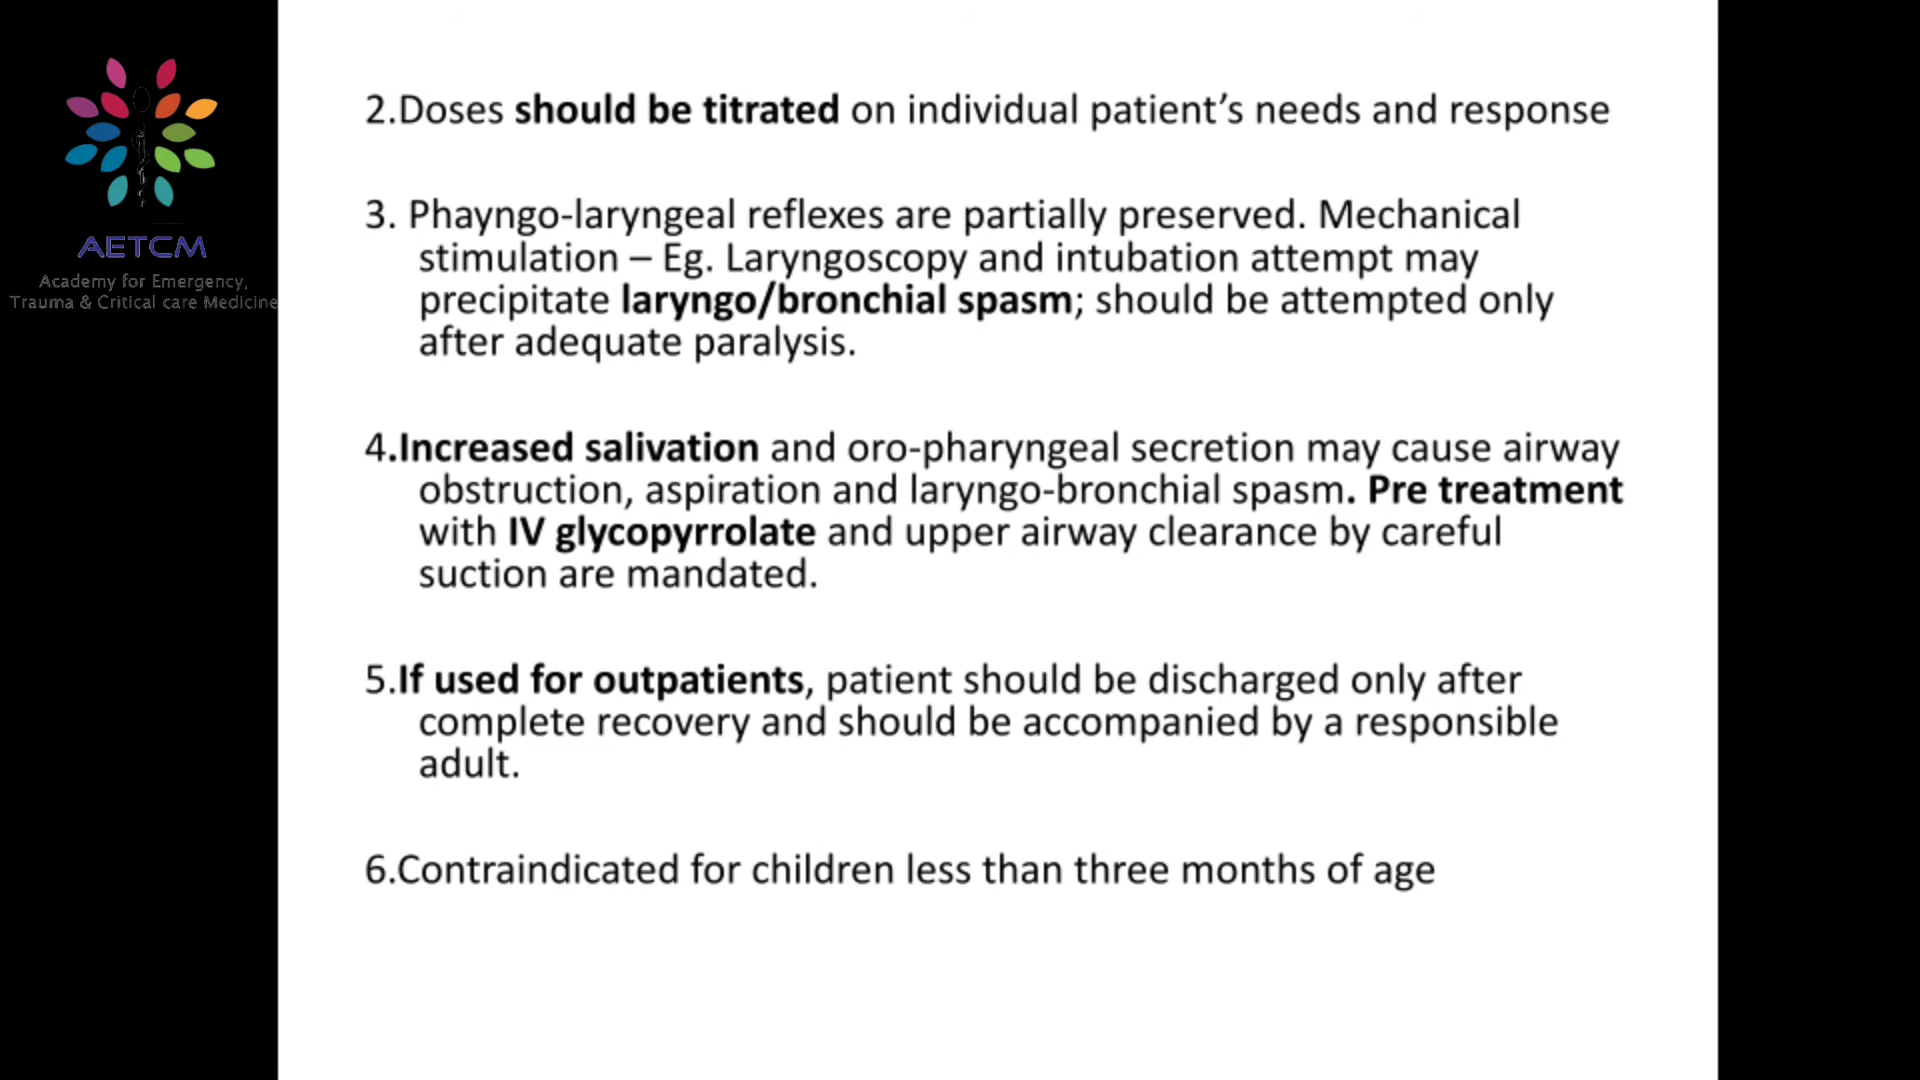 AETCM
Academy for Emergency,
Trauma & Critical care Medicine
2.Doses should be titrated on individual patient’s needs and response
3. Phayngo-laryngeal reflexes are partially preserved. Mechanical
stimulation – Eg. Laryngoscopy and intubation attempt may
precipitate laryngo/bronchial spasm; should be attempted only
after adequate paralysis.
4.Increased salivation and oro-pharyngeal secretion may cause airway
obstruction, aspiration and laryngo-bronchial spasm. Pre treatment
with IV glycopyrrolate and upper airway clearance by careful
suction are mandated.
5.If used for outpatients, patient should be discharged only after
complete recovery and should be accompanied by a responsible
adult.
6.Contraindicated for children less than three months of age